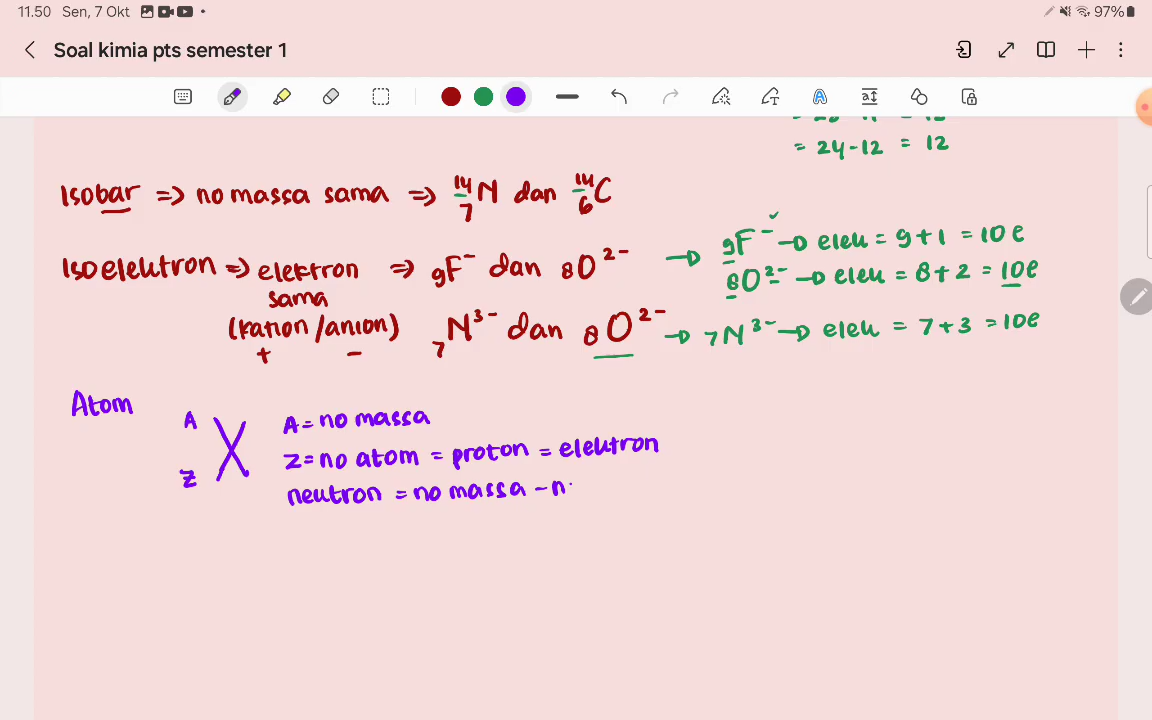 11.50 Sen, 7 Okt
97%
Soal kimia pts semester 1
= 24-12 = 12
Isobar => no massa sama => ¹⁴₇N dan ¹⁴₆C
Isoelektron => elektron sama (kation/anion) => ₉F⁻ dan ₈O²⁻
+ −
₇N³⁻ dan ₈O²⁻
→ ₉F⁻ → elek = 9+1 = 10e
₈O²⁻ → elek = 8+2 = 10e
→ ₇N³⁻ → elek = 7+3 = 10e
Atom
A
X
Z
A = no massa
Z = no atom = proton = elektron
neutron = no massa - n